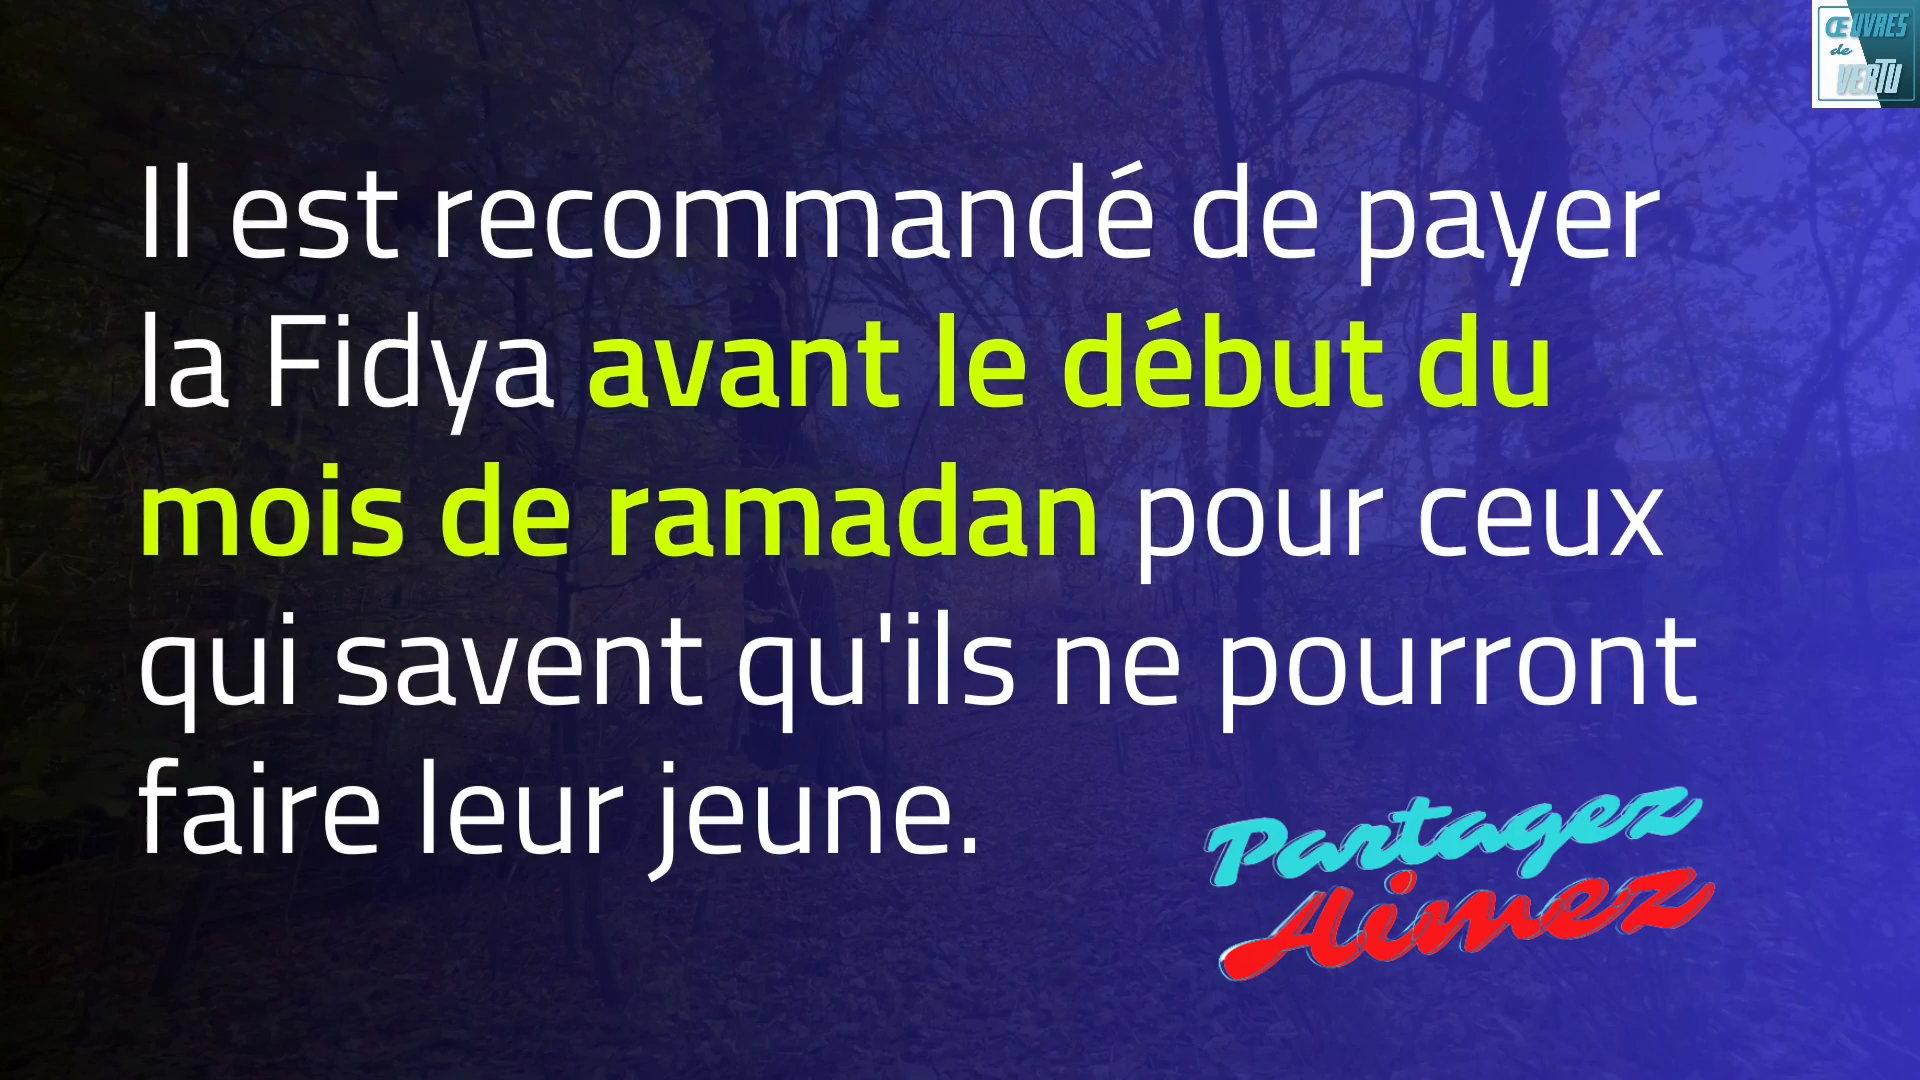 ŒUVRES
de
VERTU
Il est recommandé de payer
la Fidya avant le début du
mois de ramadan pour ceux
qui savent qu'ils ne pourront
faire leur jeune.
Partagez
Aimez